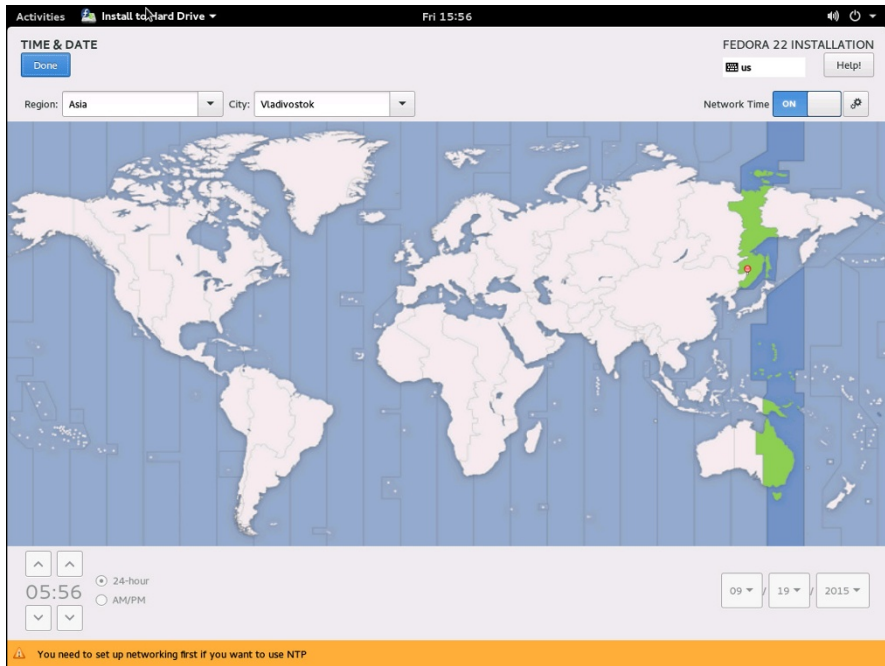 Activities Install to Hard Drive Fri 15:56
TIME & DATE FEDORA 22 INSTALLATION
Done us Help!
Region: Asia City: Vladivostok Network Time ON
05:56
24-hour
AM/PM
09 / 19 / 2015
You need to set up networking first if you want to use NTP